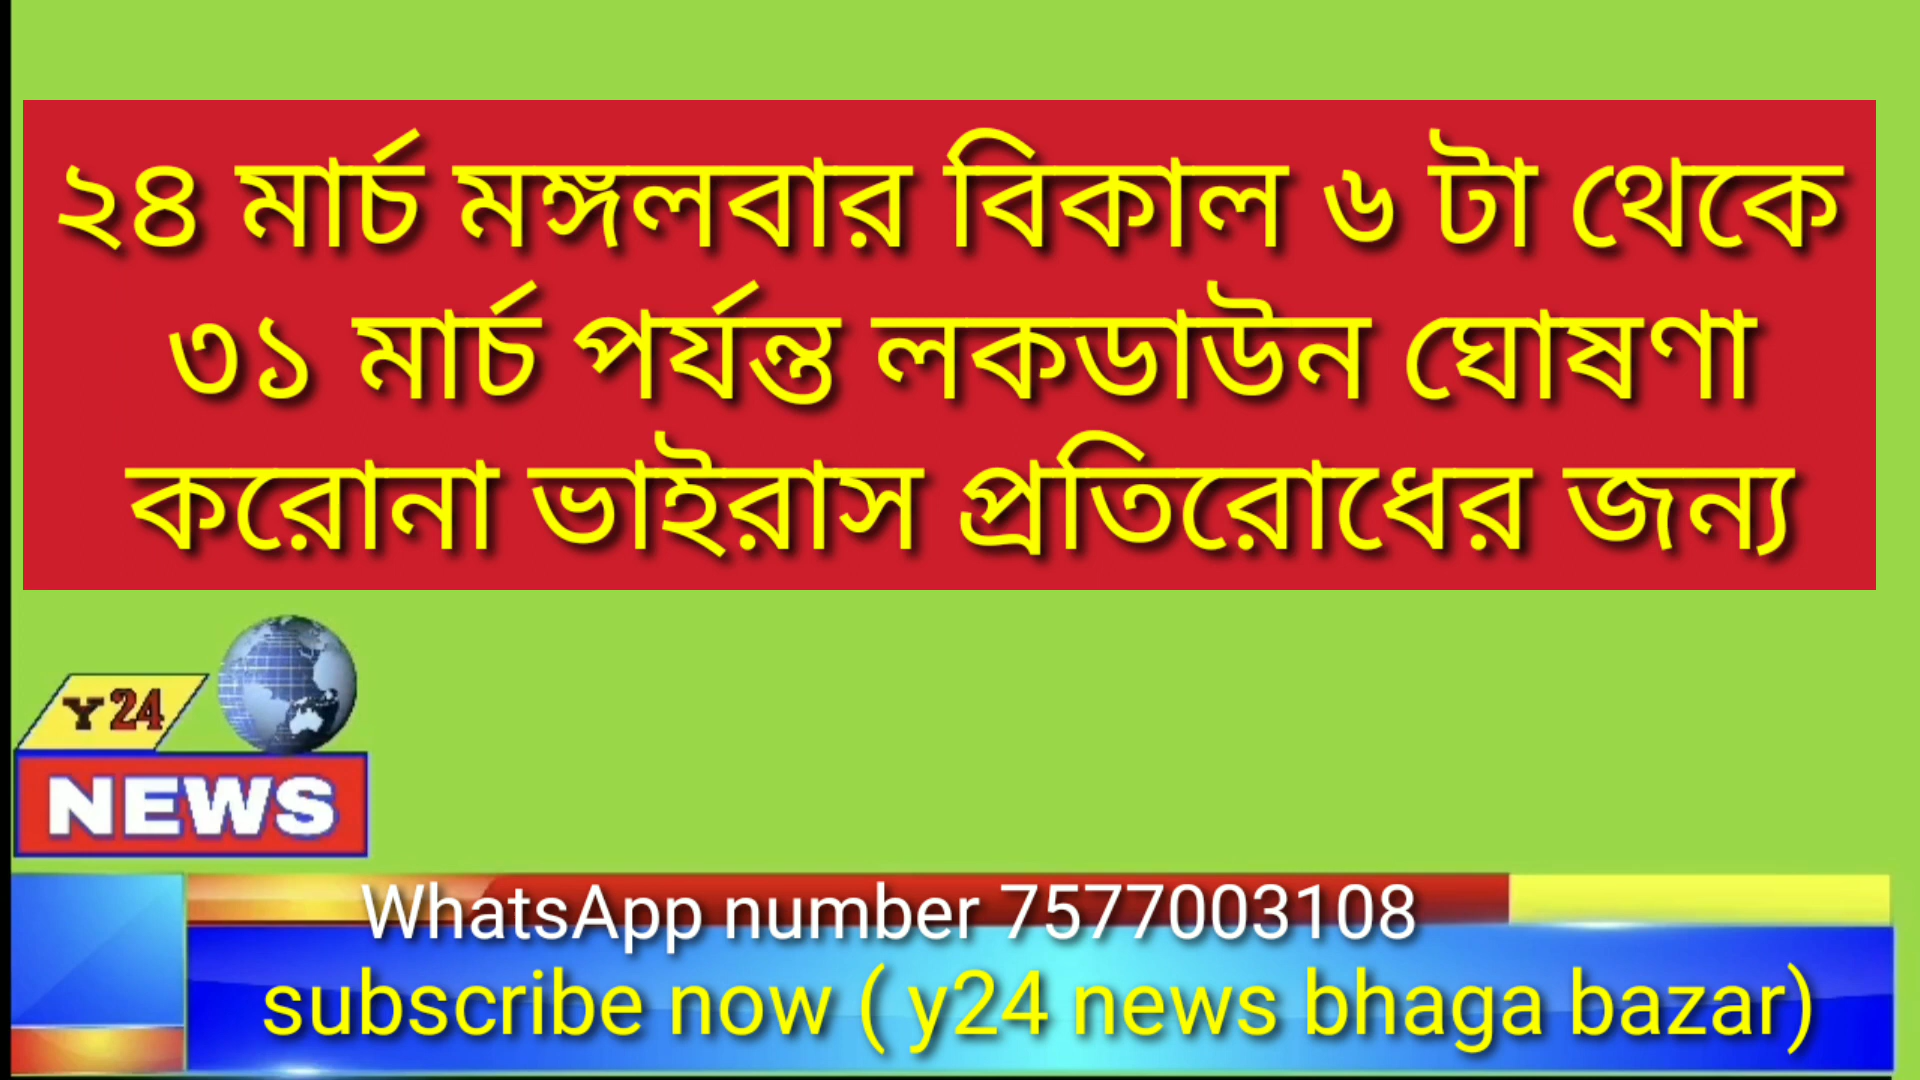 ২৪ মার্চ মঙ্গলবার বিকাল ৬ টা থেকে
৩১ মার্চ পর্যন্ত লকডাউন ঘোষণা
করোনা ভাইরাস প্রতিরোধের জন্য
Y24
NEWS
WhatsApp number 7577003108
subscribe now ( y24 news bhaga bazar)